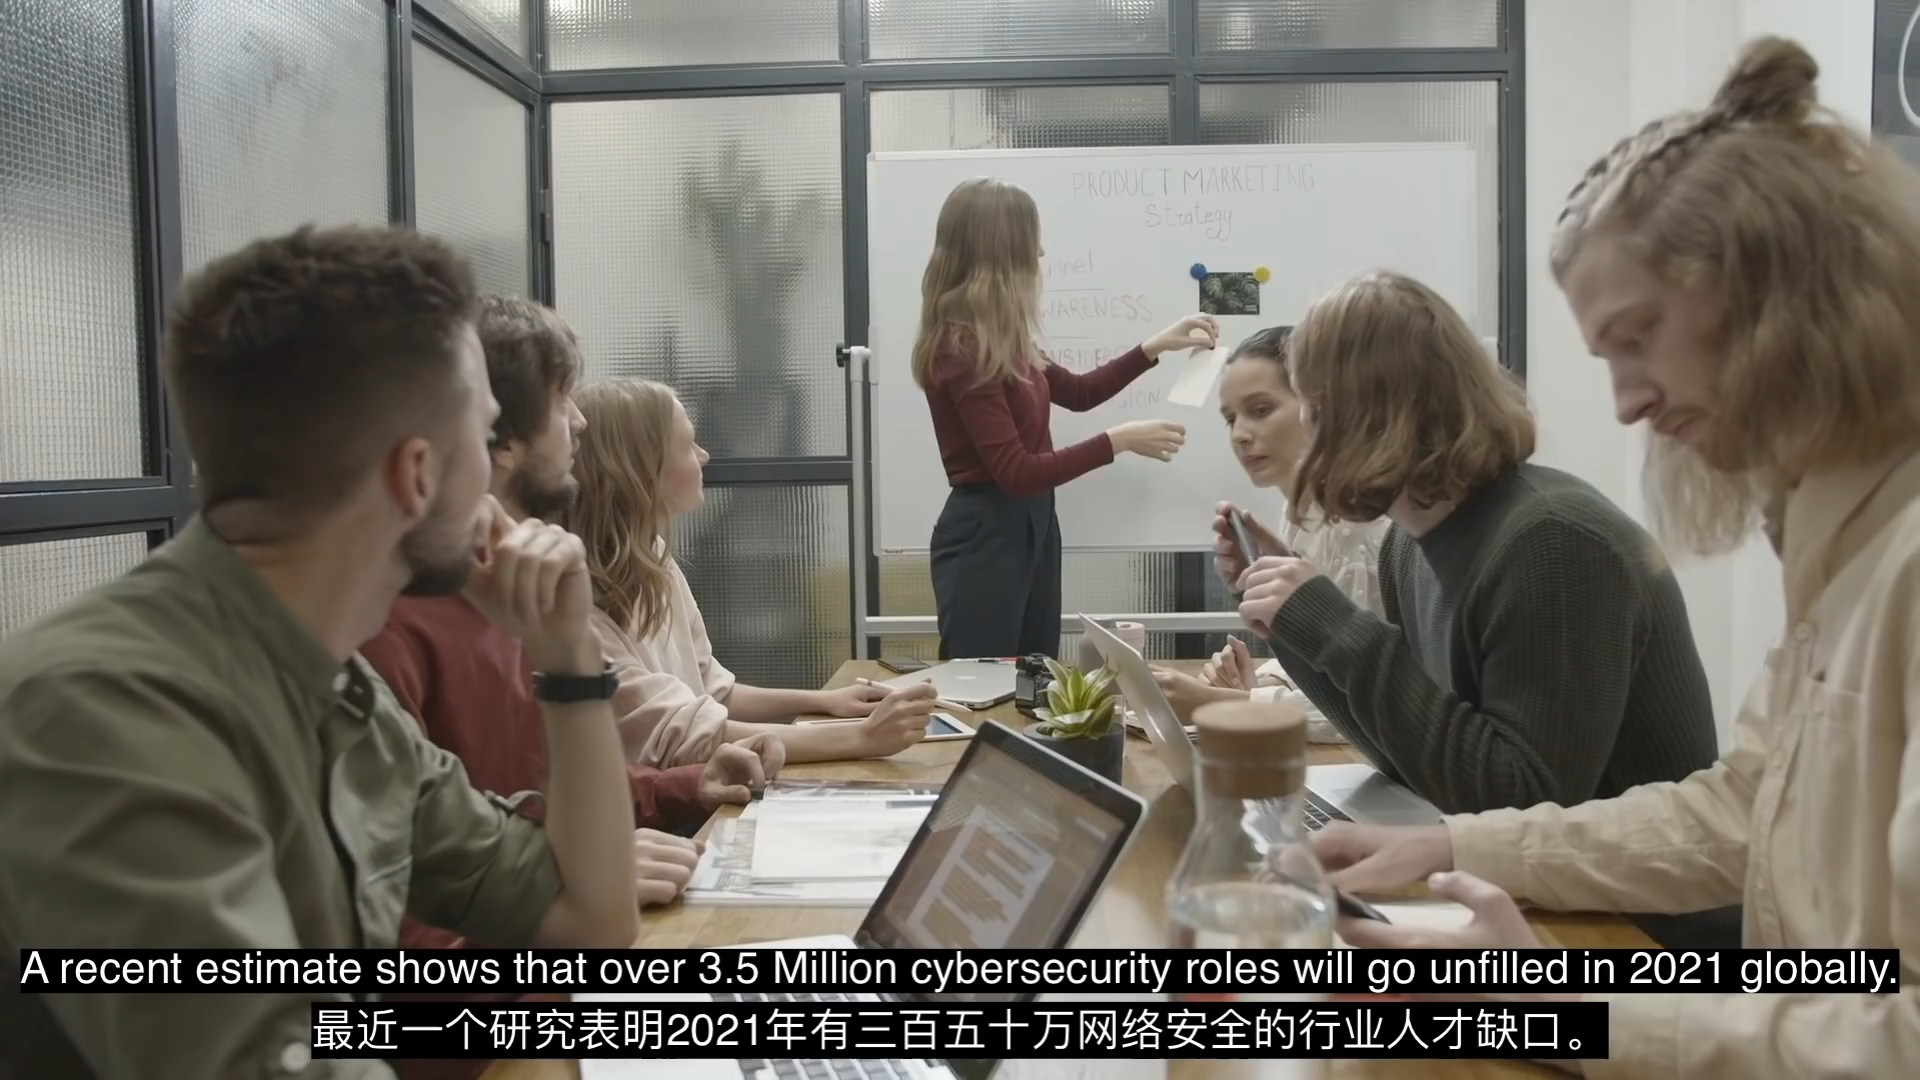 PRODUCT MARKETING
Strategy
A recent estimate shows that over 3.5 Million cybersecurity roles will go unfilled in 2021 globally.
最近一个研究表明2021年有三百五十万网络安全的行业人才缺口。